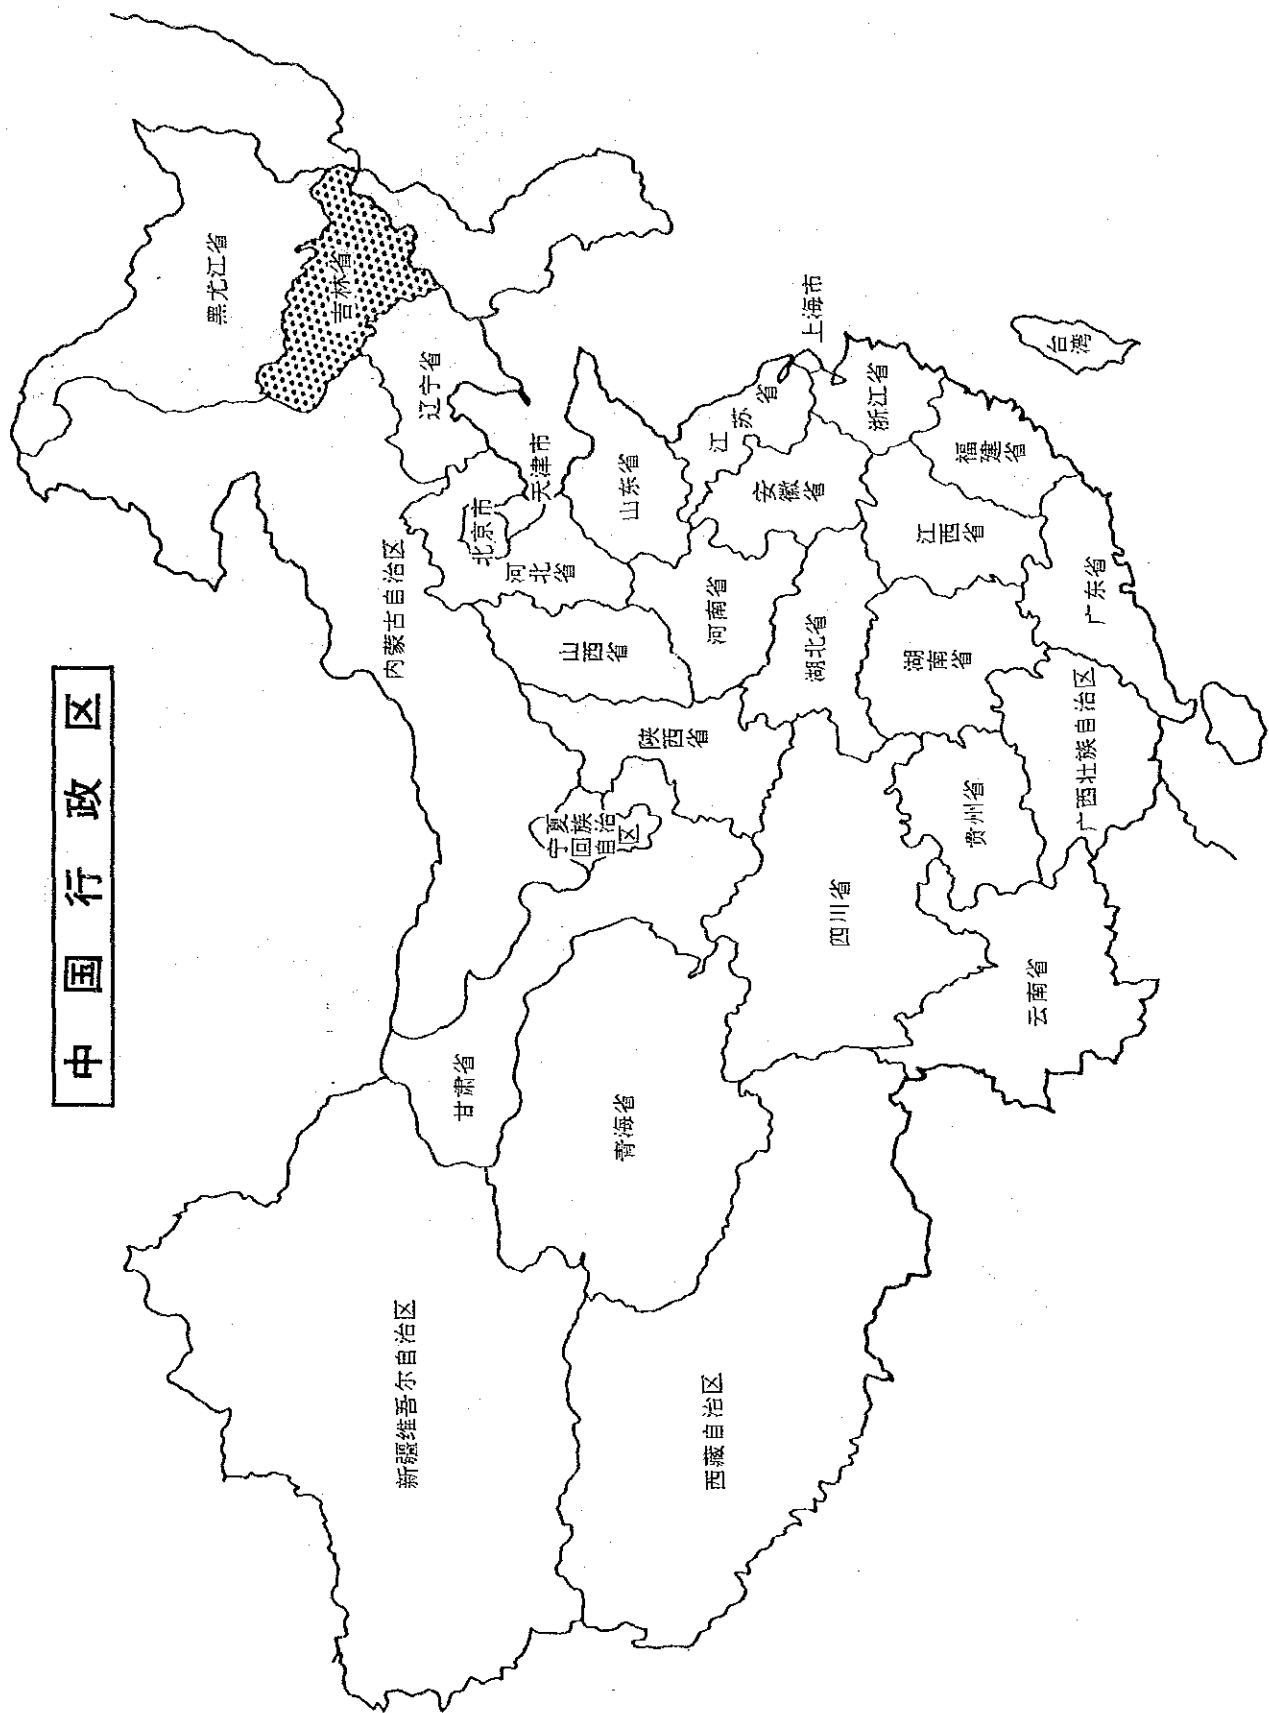 中国行政区
黑龙江省
吉林省
辽宁省
内蒙古自治区
北京市
天津市
河北省
山西省
山东省
陕西省
宁夏
回族
自治
区
甘肃省
新疆维吾尔自治区
青海省
西藏自治区
河南省
江苏省
安徽省
上海市
浙江省
湖北省
四川省
湖南省
江西省
福建省
台湾
贵州省
云南省
广西壮族自治区
广东省